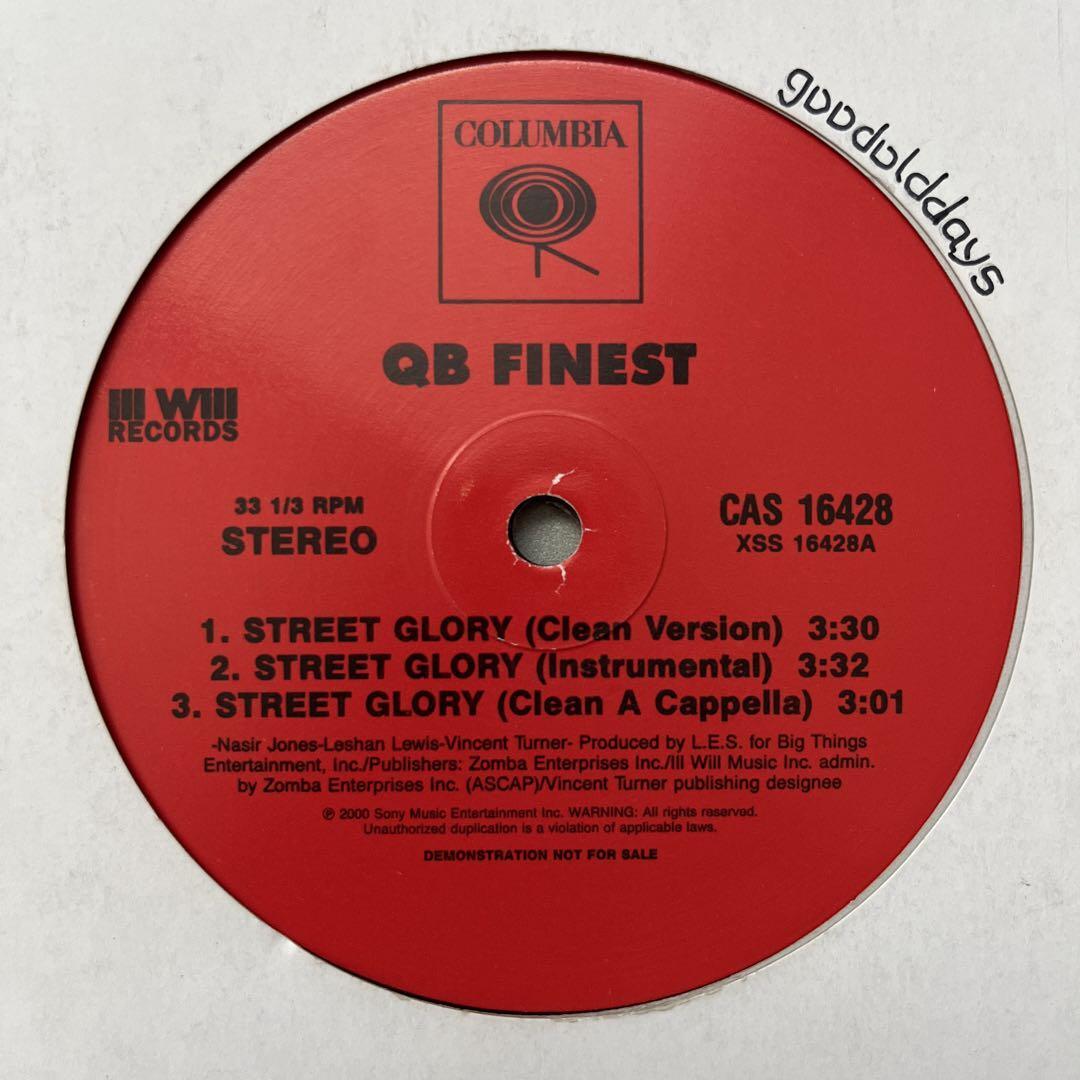 goodolddays
COLUMBIA
QB FINEST
Ill Will
RECORDS
33 1/3 RPM
STEREO
CAS 16428
XSS 16428A
1. STREET GLORY (Clean Version) 3:30
2. STREET GLORY (Instrumental) 3:32
3. STREET GLORY (Clean A Cappella) 3:01
-Nasir Jones-Leshan Lewis-Vincent Turner- Produced by L.E.S. for Big Things
Entertainment, Inc./Publishers: Zomba Enterprises Inc./Ill Will Music Inc. admin.
by Zomba Enterprises Inc. (ASCAP)/Vincent Turner publishing designee
℗ 2000 Sony Music Entertainment Inc. WARNING: All rights reserved.
Unauthorized duplication is a violation of applicable laws.
DEMONSTRATION NOT FOR SALE